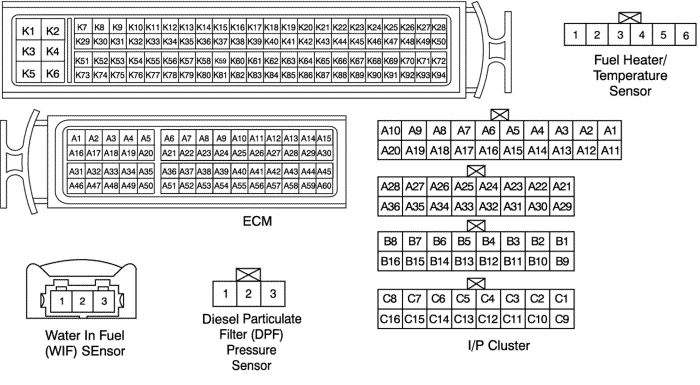 K1 K2
K3 K4
K5 K6
K7 K8 K9 K10 K11 K12 K13 K14 K15 K16 K17 K18 K19 K20 K21 K22 K23 K24 K25 K26 K27 K28
K29 K30 K31 K32 K33 K34 K35 K36 K37 K38 K39 K40 K41 K42 K43 K44 K45 K46 K47 K48 K49 K50
K51 K52 K53 K54 K55 K56 K57 K58 K59 K60 K61 K62 K63 K64 K65 K66 K67 K68 K69 K70 K71 K72
K73 K74 K75 K76 K77 K78 K79 K80 K81 K82 K83 K84 K85 K86 K87 K88 K89 K90 K91 K92 K93 K94
1 2 3 4 5 6
Fuel Heater/
Temperature
Sensor
A1 A2 A3 A4 A5 A6 A7 A8 A9 A10 A11 A12 A13 A14 A15
A16 A17 A18 A19 A20 A21 A22 A23 A24 A25 A26 A27 A28 A29 A30
A31 A32 A33 A34 A35 A36 A37 A38 A39 A40 A41 A42 A43 A44 A45
A46 A47 A48 A49 A50 A51 A52 A53 A54 A55 A56 A57 A58 A59 A60
ECM
A10 A9 A8 A7 A6 A5 A4 A3 A2 A1
A20 A19 A18 A17 A16 A15 A14 A13 A12 A11
A28 A27 A26 A25 A24 A23 A22 A21
A36 A35 A34 A33 A32 A31 A30 A29
B8 B7 B6 B5 B4 B3 B2 B1
B16 B15 B14 B13 B12 B11 B10 B9
C8 C7 C6 C5 C4 C3 C2 C1
C16 C15 C14 C13 C12 C11 C10 C9
I/P Cluster
1 2 3
Water In Fuel
(WIF) SEnsor
1 2 3
Diesel Particulate
Filter (DPF)
Pressure
Sensor